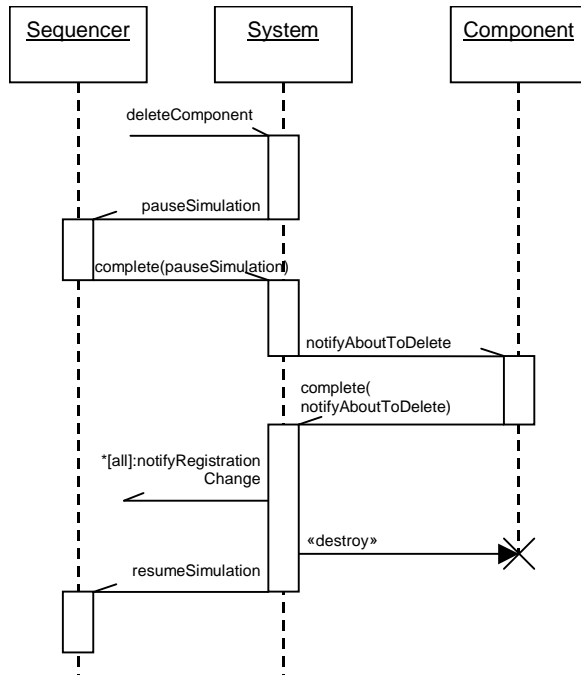 Sequencer
System
Component
deleteComponent
pauseSimulation
complete(pauseSimulation)
notifyAboutToDelete
complete(
notifyAboutToDelete)
*[all]:notifyRegistration
Change
«destroy»
resumeSimulation